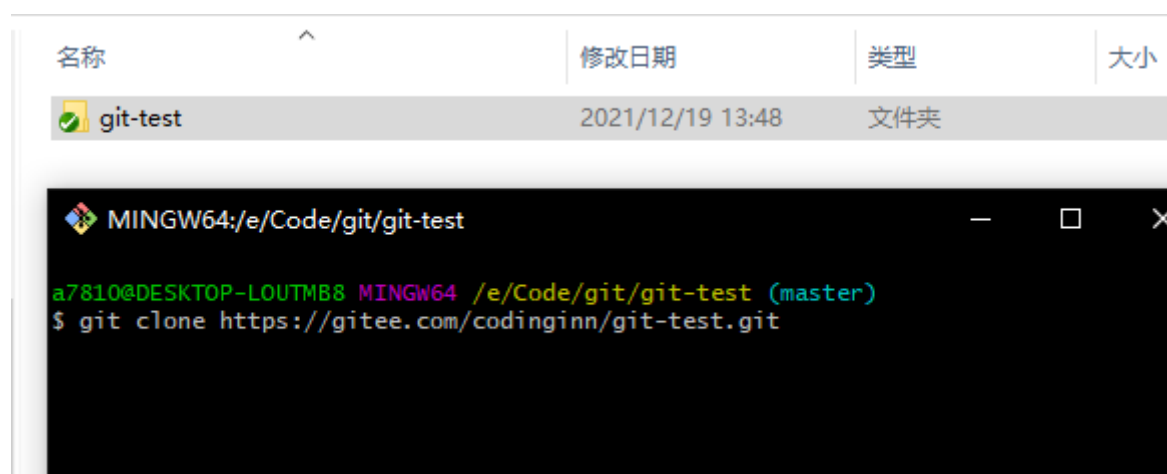 名称 修改日期 类型 大小
git-test 2021/12/19 13:48 文件夹
MINGW64:/e/Code/git/git-test
a7810@DESKTOP-LOUTMB8 MINGW64 /e/Code/git/git-test (master)
$ git clone https://gitee.com/codinginn/git-test.git